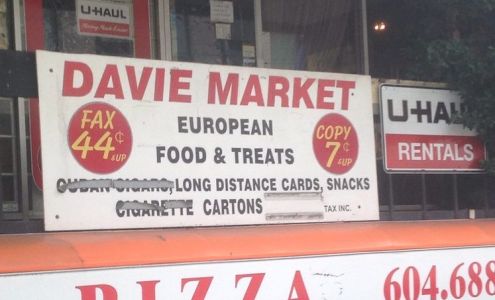 U-HAUL
DAVIE MARKET
FAX
44¢
&UP
EUROPEAN
FOOD & TREATS
COPY
7¢
&UP
CUBAN CIGARS, LONG DISTANCE CARDS, SNACKS
CIGARETTE CARTONS
TAX INC.
U-HAUL
RENTALS
PIZZA 604.688